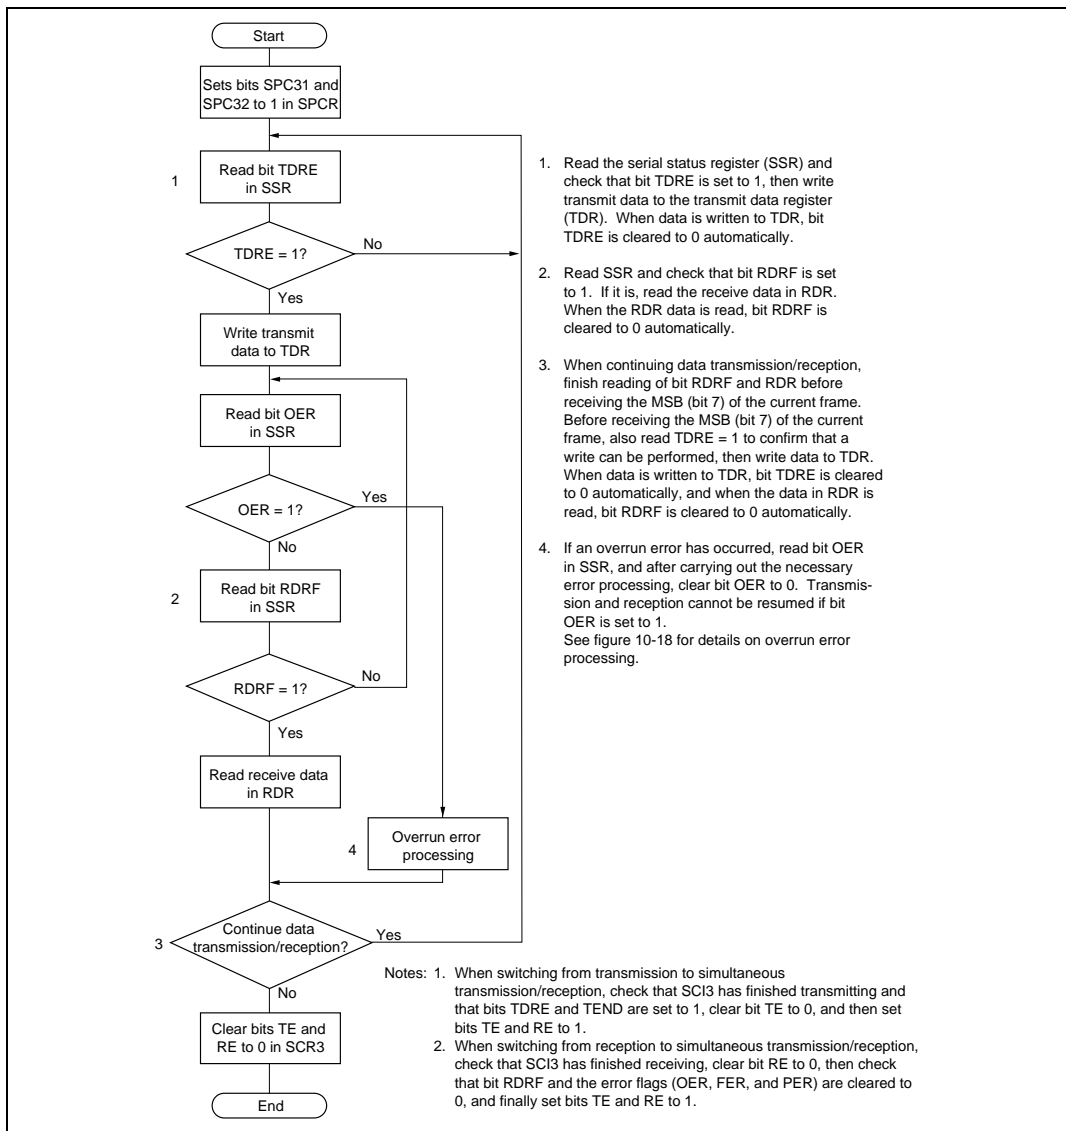 Start
Sets bits SPC31 and
SPC32 to 1 in SPCR
1
Read bit TDRE
in SSR
TDRE = 1?
No
Yes
Write transmit
data to TDR
Read bit OER
in SSR
OER = 1?
Yes
No
2
Read bit RDRF
in SSR
RDRF = 1?
No
Yes
Read receive data
in RDR
4
Overrun error
processing
3
Continue data
transmission/reception?
Yes
No
Clear bits TE and
RE to 0 in SCR3
End
1. Read the serial status register (SSR) and
check that bit TDRE is set to 1, then write
transmit data to the transmit data register
(TDR). When data is written to TDR, bit
TDRE is cleared to 0 automatically.
2. Read SSR and check that bit RDRF is set
to 1. If it is, read the receive data in RDR.
When the RDR data is read, bit RDRF is
cleared to 0 automatically.
3. When continuing data transmission/reception,
finish reading of bit RDRF and RDR before
receiving the MSB (bit 7) of the current frame.
Before receiving the MSB (bit 7) of the current
frame, also read TDRE = 1 to confirm that a
write can be performed, then write data to TDR.
When data is written to TDR, bit TDRE is cleared
to 0 automatically, and when the data in RDR is
read, bit RDRF is cleared to 0 automatically.
4. If an overrun error has occurred, read bit OER
in SSR, and after carrying out the necessary
error processing, clear bit OER to 0. Transmis-
sion and reception cannot be resumed if bit
OER is set to 1.
See figure 10-18 for details on overrun error
processing.
Notes: 1. When switching from transmission to simultaneous
transmission/reception, check that SCI3 has finished transmitting and
that bits TDRE and TEND are set to 1, clear bit TE to 0, and then set
bits TE and RE to 1.
2. When switching from reception to simultaneous transmission/reception,
check that SCI3 has finished receiving, clear bit RE to 0, then check
that bit RDRF and the error flags (OER, FER, and PER) are cleared to
0, and finally set bits TE and RE to 1.